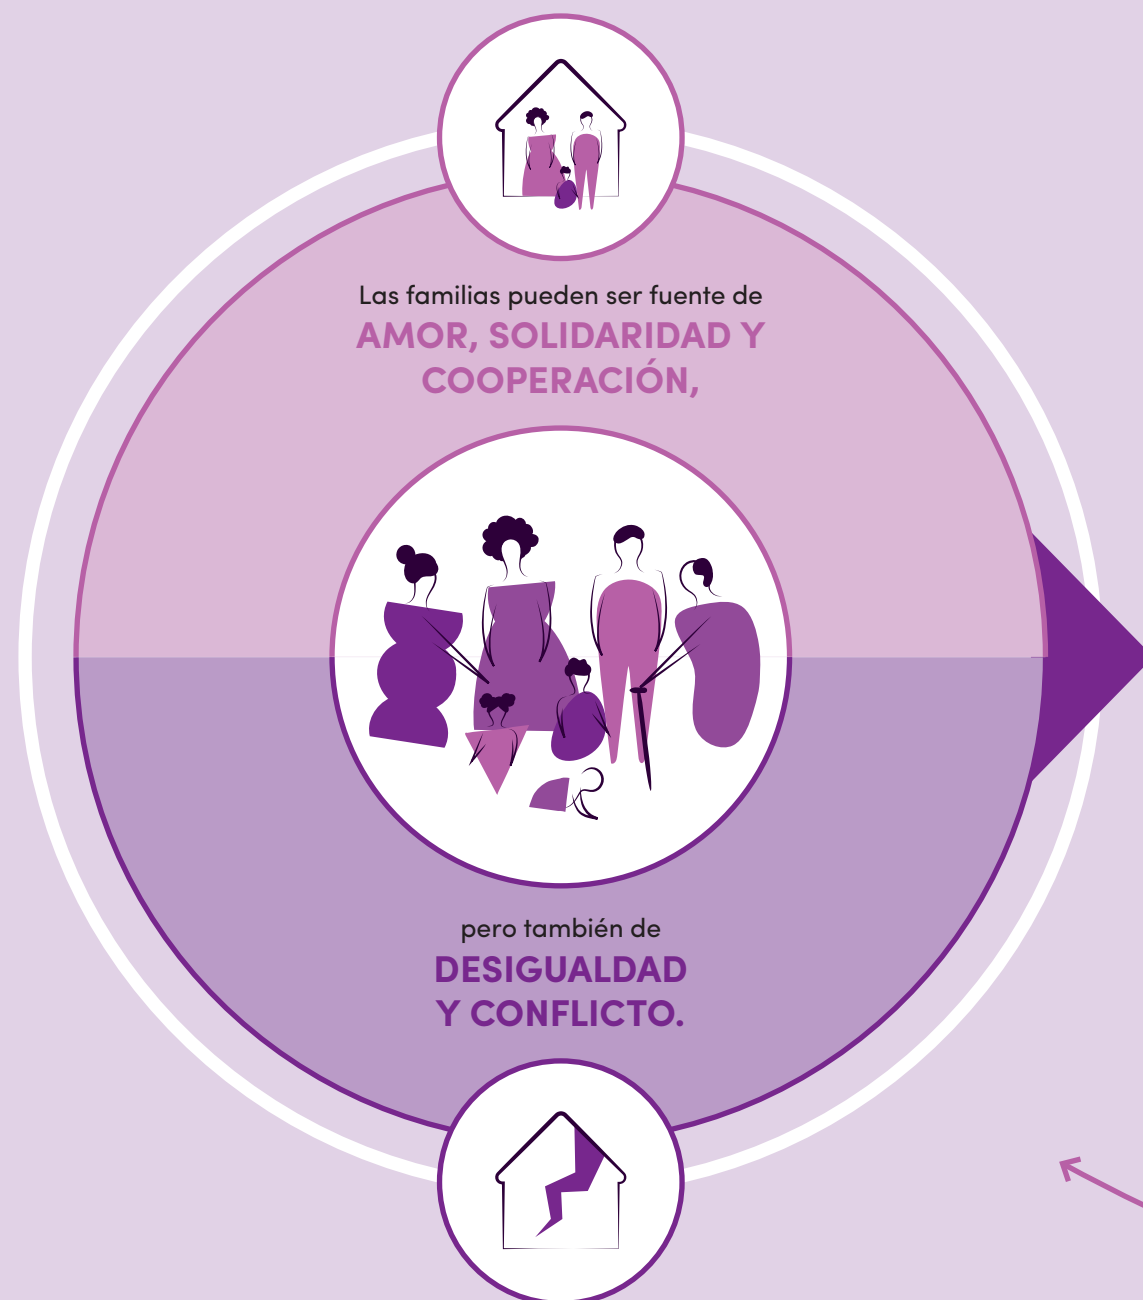 Las familias pueden ser fuente de
AMOR, SOLIDARIDAD Y
COOPERACIÓN,
pero también de
DESIGUALDAD
Y CONFLICTO.